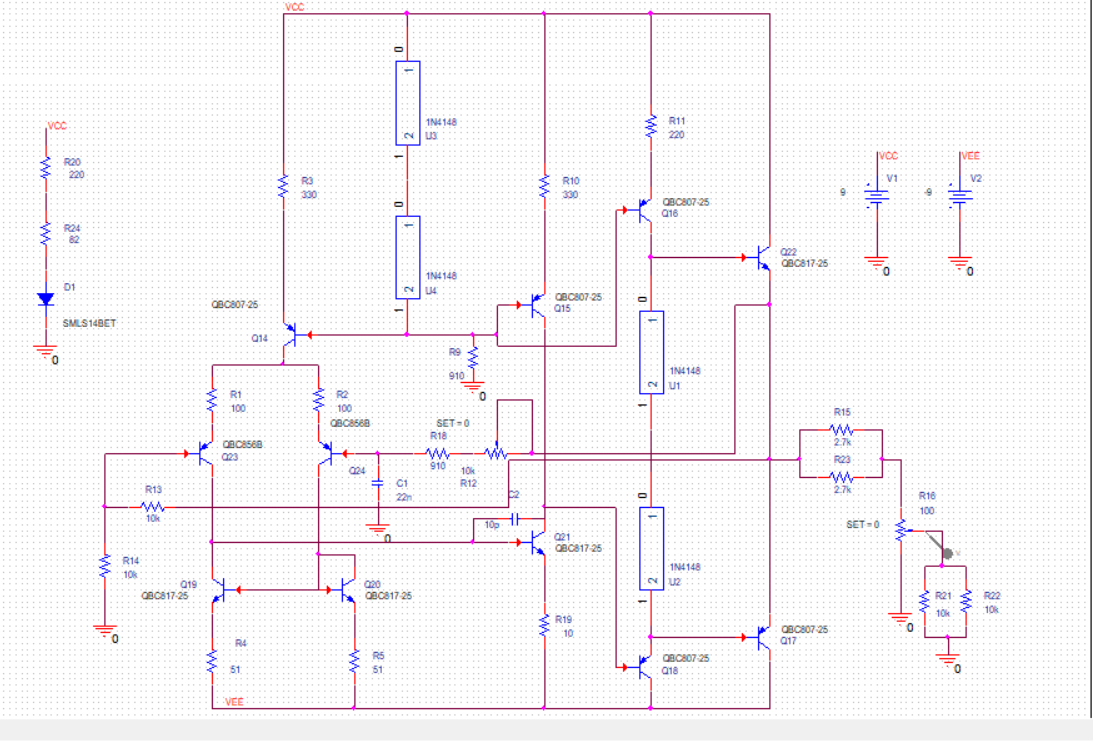 VCC
0
1
1N4148
2
U3
1
R11
220
VCC
R20
220
R3
330
R10
330
0
VCC
V1
9
0
VEE
V2
-9
0
R24
82
1
1N4148
2
U4
1
QBC807-25
Q16
Q22
QBC817-25
D1
SMLS14BET
0
QBC807-25
Q14
QBC807-25
Q15
0
1
1N4148
2
U1
1
R9
910
0
R1
100
R2
100
QBC856B
QBC856B
Q23
Q24
SET = 0
R18
910
10k
R12
R15
2.7k
R23
2.7k
C1
22n
0
R13
10k
C2
10p
0
1
1N4148
2
U2
1
R16
100
SET = 0
V
0
Q21
QBC817-25
R14
10k
0
Q19
QBC817-25
Q20
QBC817-25
R21
10k
R22
10k
0
R19
10
QBC807-25
Q17
R4
51
R5
51
QBC807-25
Q18
VEE